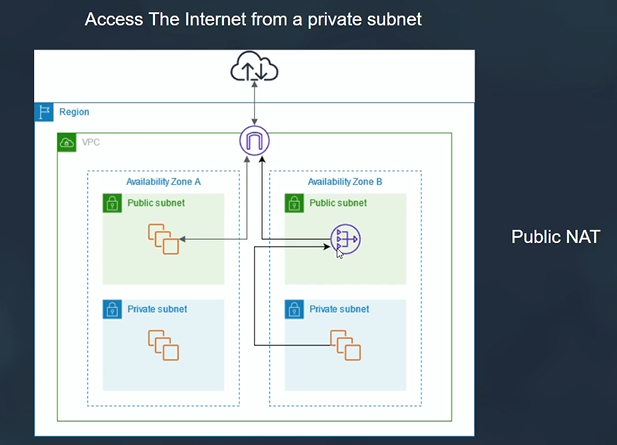 Access The Internet from a private subnet
Region
VPC
Availability Zone A
Availability Zone B
Public subnet
Public subnet
Public NAT
Private subnet
Private subnet